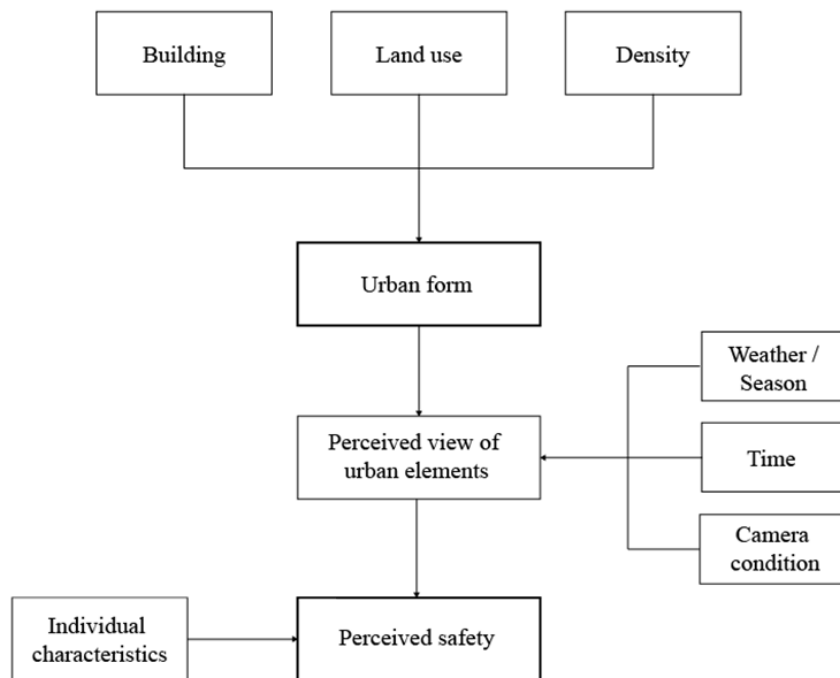 Building
Land use
Density
Urban form
Weather /
Season
Perceived view of
urban elements
Time
Camera
condition
Individual
characteristics
Perceived safety